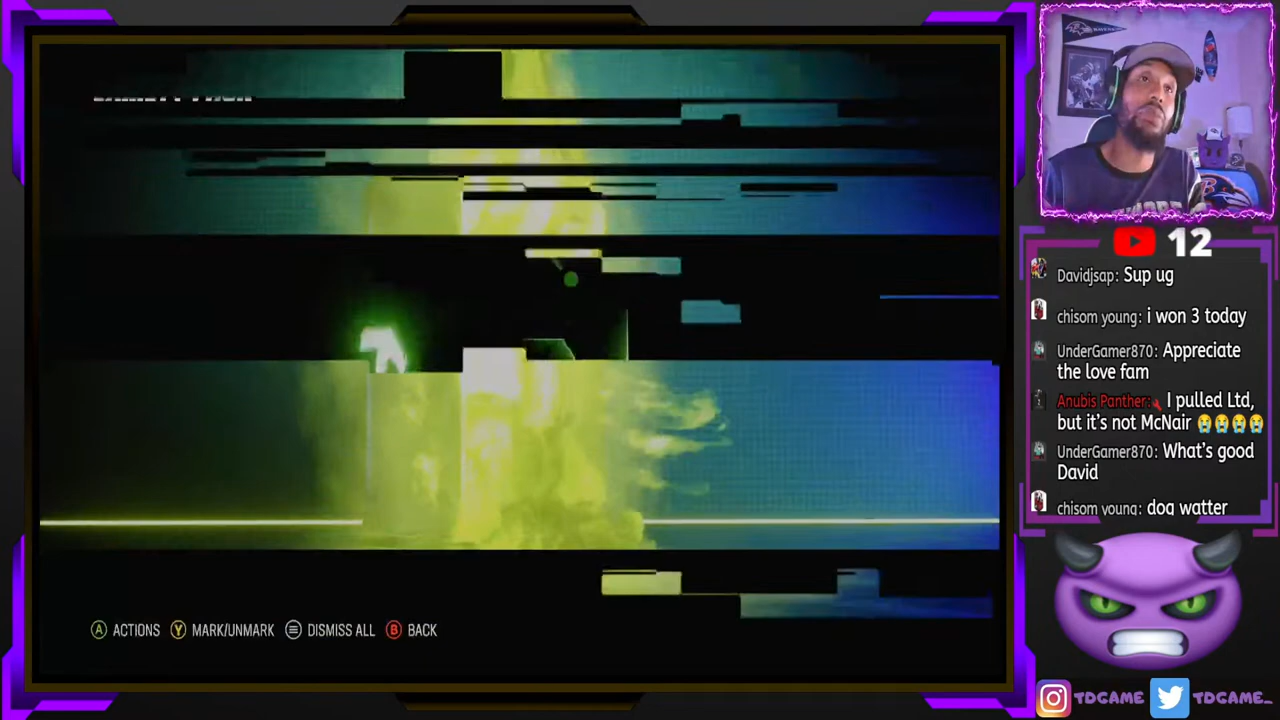 12
Davidjsap: Sup ug
chisom young: i won 3 today
UnderGamer870: Appreciate
the love fam
Anubis Panther: I pulled Ltd,
but it's not McNair 😭😭😭😭
UnderGamer870: What's good
David
chisom young: dog watter
A ACTIONS Y MARK/UNMARK DISMISS ALL B BACK
TDGAME TDGAME_